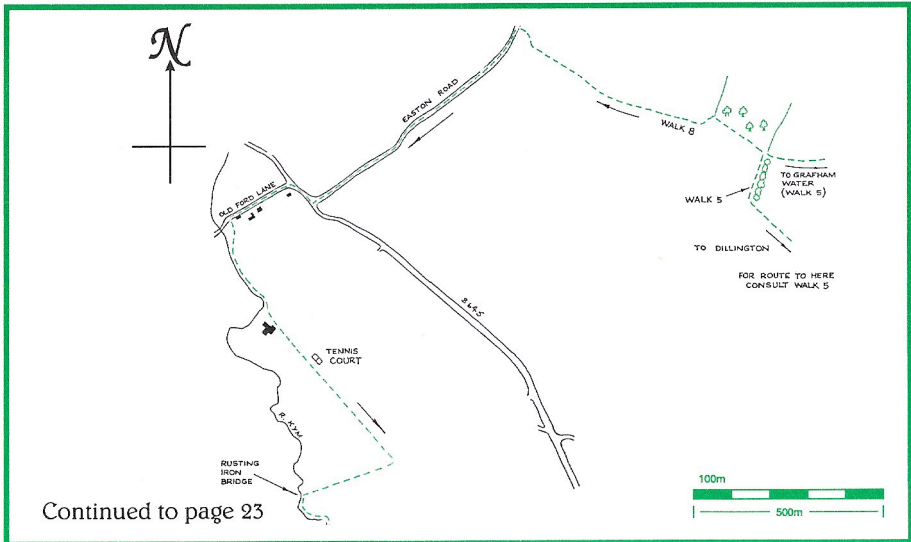 N
EASTON ROAD
WALK 8
TO GRAFHAM
WATER
(WALK 5)
OLD FORD LANE
WALK 5
TO DILLINGTON
FOR ROUTE TO HERE
CONSULT WALK 5
B645
TENNIS
COURT
R. KYM
RUSTING
IRON
BRIDGE
100m
500m
Continued to page 23